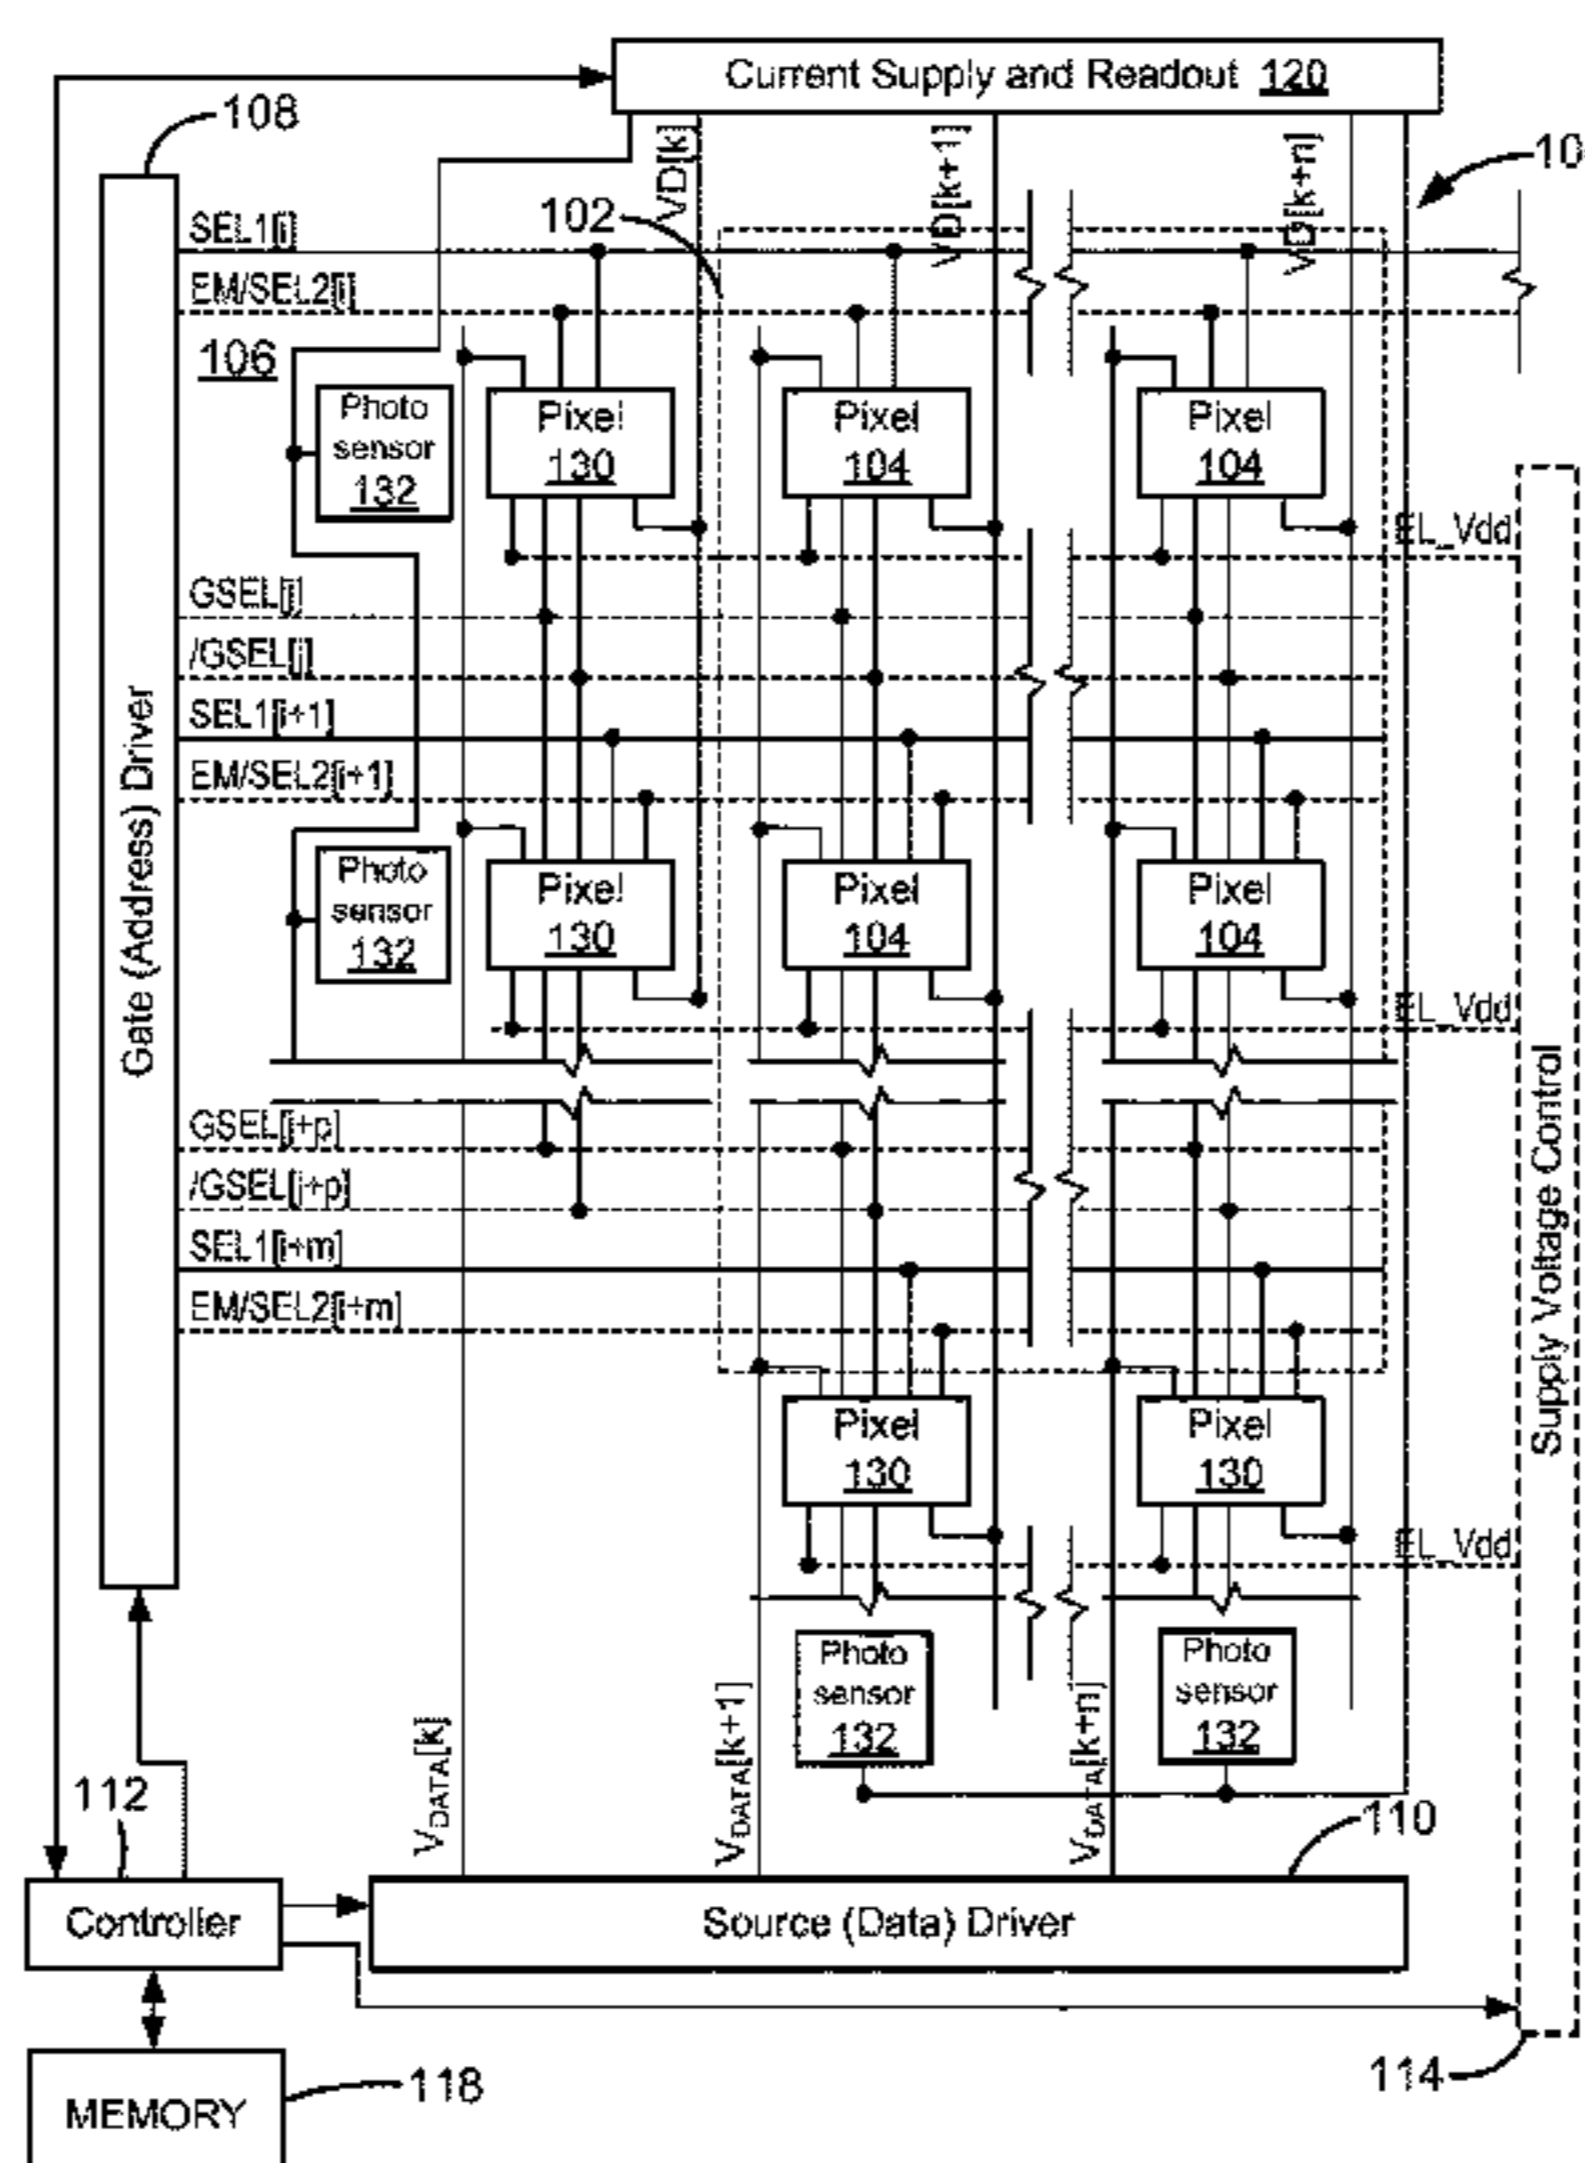 Current Supply and Readout 120
108
VD[k]
VD[k+1]
VD[k+n]
10
102
SEL1[i]
EM/SEL2[i]
106
Photo sensor 132
Pixel 130
Pixel 104
Pixel 104
EL_Vdd
GSEL[j]
/GSEL[j]
SEL1[i+1]
EM/SEL2[i+1]
Gate (Address) Driver
Photo sensor 132
Pixel 130
Pixel 104
Pixel 104
EL_Vdd
Supply Voltage Control
GSEL[j+p]
/GSEL[j+p]
SEL1[i+m]
EM/SEL2[i+m]
Pixel 130
Pixel 130
EL_Vdd
Photo sensor 132
Photo sensor 132
VDATA[k]
VDATA[k+1]
VDATA[k+n]
112
110
Controller
Source (Data) Driver
114
118
MEMORY